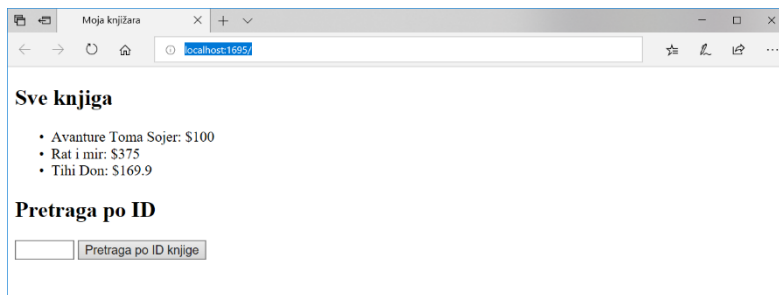 Moja knjižara
localhost:1695/
Sve knjiga
• Avanture Toma Sojer: $100
• Rat i mir: $375
• Tihi Don: $169.9
Pretraga po ID
Pretraga po ID knjige